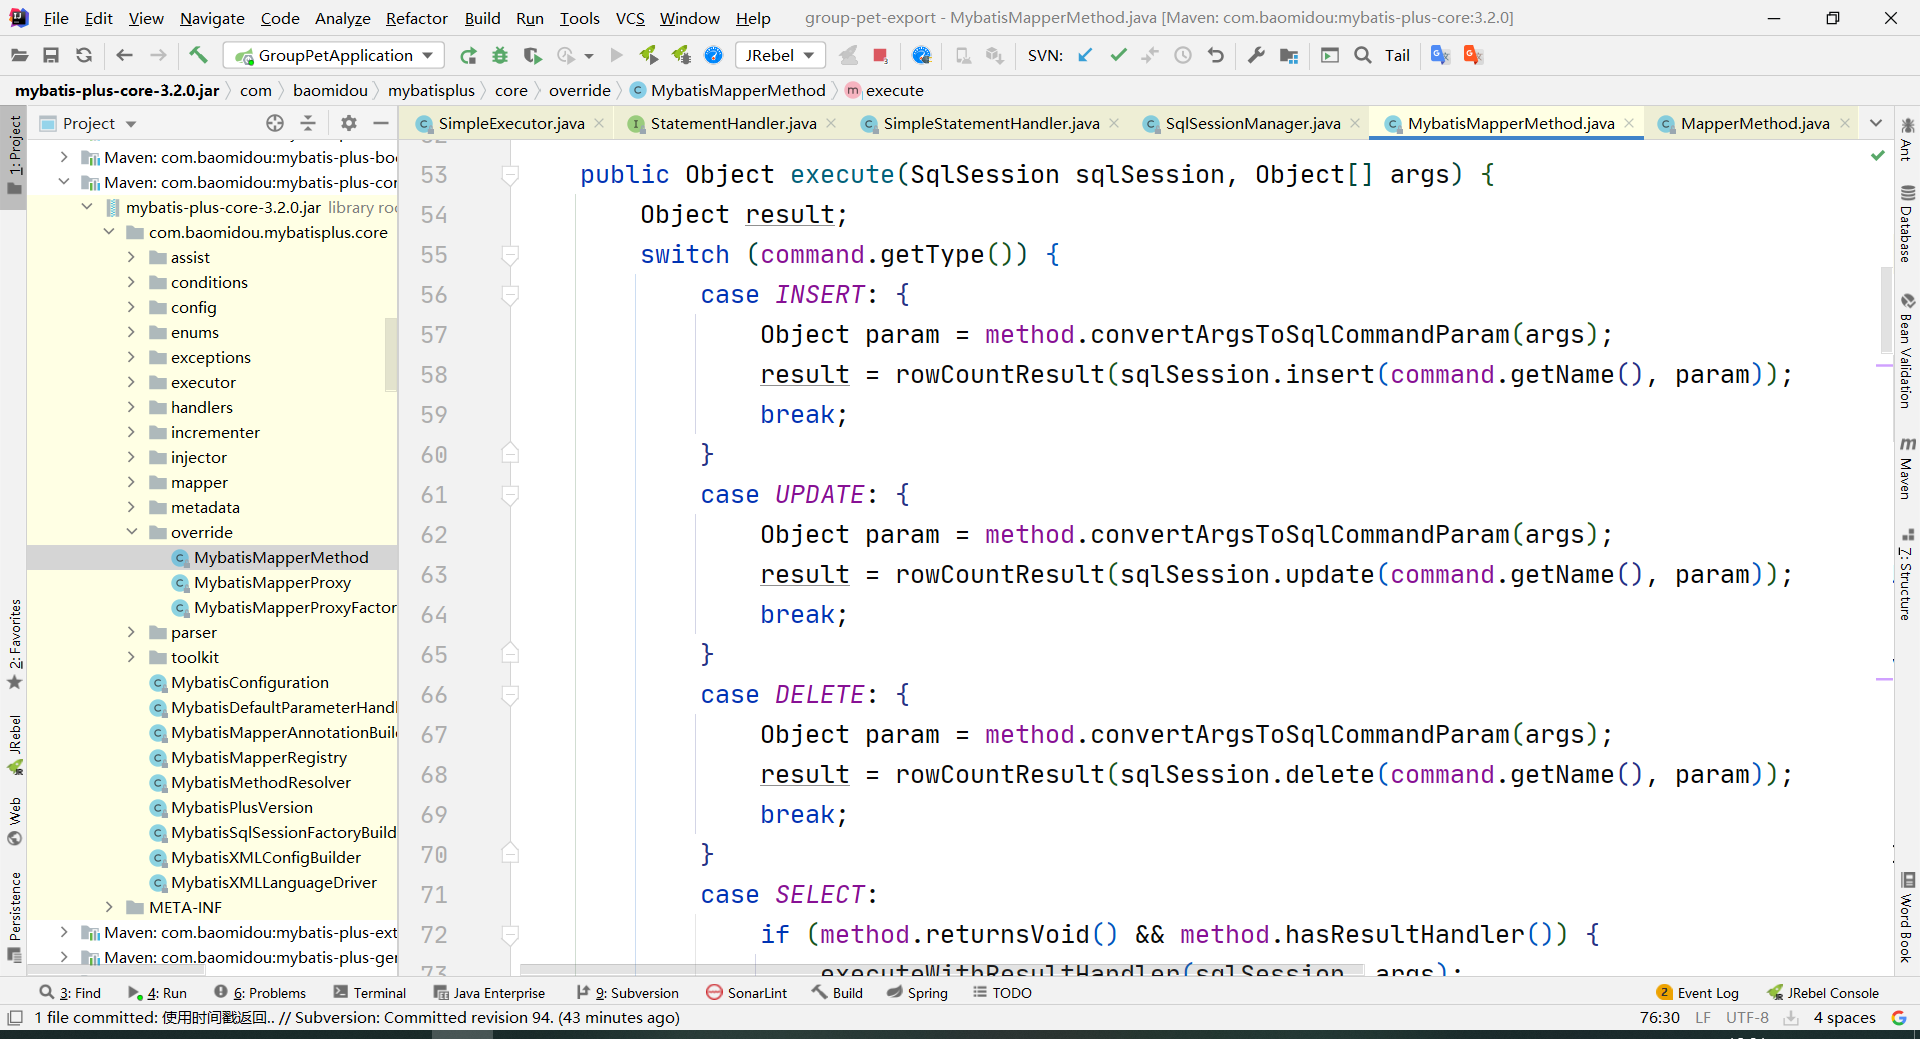 File Edit View Navigate Code Analyze Refactor Build Run Tools VCS Window Help group-pet-export - MybatisMapperMethod.java [Maven: com.baomidou:mybatis-plus-core:3.2.0]
GroupPetApplication JRebel SVN: Tail
mybatis-plus-core-3.2.0.jar com baomidou mybatisplus core override MybatisMapperMethod execute
Project
SimpleExecutor.java StatementHandler.java SimpleStatementHandler.java SqlSessionManager.java MybatisMapperMethod.java MapperMethod.java
1: Project
2: Favorites
JRebel
Web
Persistence
Maven: com.baomidou:mybatis-plus-boo
Maven: com.baomidou:mybatis-plus-cor
mybatis-plus-core-3.2.0.jar library roo
com.baomidou.mybatisplus.core
assist
conditions
config
enums
exceptions
executor
handlers
incrementer
injector
mapper
metadata
override
MybatisMapperMethod
MybatisMapperProxy
MybatisMapperProxyFactor
parser
toolkit
MybatisConfiguration
MybatisDefaultParameterHandl
MybatisMapperAnnotationBuil
MybatisMapperRegistry
MybatisMethodResolver
MybatisPlusVersion
MybatisSqlSessionFactoryBuild
MybatisXMLConfigBuilder
MybatisXMLLanguageDriver
META-INF
Maven: com.baomidou:mybatis-plus-ext
Maven: com.baomidou:mybatis-plus-ger
53 public Object execute(SqlSession sqlSession, Object[] args) {
54 Object result;
55 switch (command.getType()) {
56 case INSERT: {
57 Object param = method.convertArgsToSqlCommandParam(args);
58 result = rowCountResult(sqlSession.insert(command.getName(), param));
59 break;
60 }
61 case UPDATE: {
62 Object param = method.convertArgsToSqlCommandParam(args);
63 result = rowCountResult(sqlSession.update(command.getName(), param));
64 break;
65 }
66 case DELETE: {
67 Object param = method.convertArgsToSqlCommandParam(args);
68 result = rowCountResult(sqlSession.delete(command.getName(), param));
69 break;
70 }
71 case SELECT:
72 if (method.returnsVoid() && method.hasResultHandler()) {
73 executeWithResultHandler(sqlSession, args);
Ant
Database
Bean Validation
Maven
7: Structure
Word Book
3: Find 4: Run 6: Problems Terminal Java Enterprise 9: Subversion SonarLint Build Spring TODO 2 Event Log JRebel Console
1 file committed: 使用时间戳返回.. // Subversion: Committed revision 94. (43 minutes ago) 76:30 LF UTF-8 4 spaces